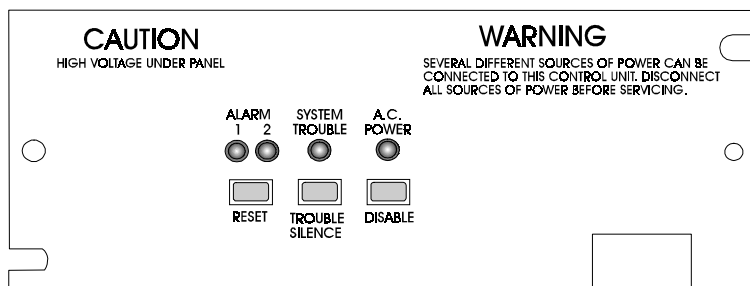 CAUTION
HIGH VOLTAGE UNDER PANEL
WARNING
SEVERAL DIFFERENT SOURCES OF POWER CAN BE
CONNECTED TO THIS CONTROL UNIT. DISCONNECT
ALL SOURCES OF POWER BEFORE SERVICING.
ALARM
1 2
SYSTEM
TROUBLE
A.C.
POWER
RESET
TROUBLE
SILENCE
DISABLE